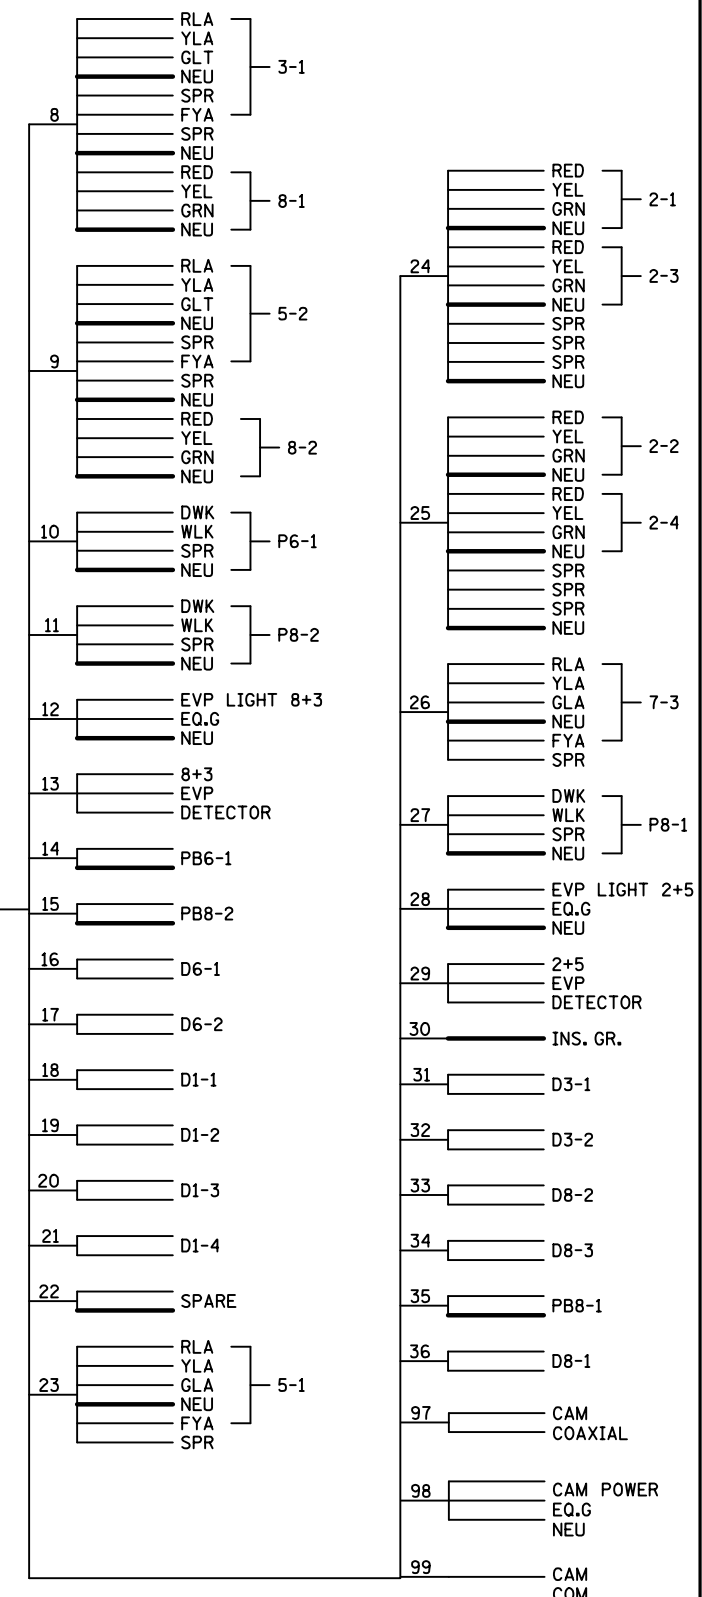 8
RLA
YLA
GLT
NEU
SPR
FYA
3-1
SPR
NEU
RED
YEL
GRN
NEU
8-1
9
RLA
YLA
GLT
NEU
SPR
FYA
5-2
SPR
NEU
RED
YEL
GRN
NEU
8-2
10
DWK
WLK
SPR
NEU
P6-1
11
DWK
WLK
SPR
NEU
P8-2
12
EVP LIGHT 8+3
EQ.G
NEU
13
8+3
EVP
DETECTOR
14
PB6-1
15
PB8-2
16
D6-1
17
D6-2
18
D1-1
19
D1-2
20
D1-3
21
D1-4
22
SPARE
23
RLA
YLA
GLA
NEU
FYA
5-1
SPR
24
RED
YEL
GRN
NEU
2-1
RED
YEL
GRN
NEU
2-3
SPR
SPR
SPR
NEU
25
RED
YEL
GRN
NEU
2-2
RED
YEL
GRN
NEU
2-4
SPR
SPR
SPR
NEU
26
RLA
YLA
GLA
NEU
FYA
7-3
SPR
27
DWK
WLK
SPR
NEU
P8-1
28
EVP LIGHT 2+5
EQ.G
NEU
29
2+5
EVP
DETECTOR
30
INS. GR.
31
D3-1
32
D3-2
33
D8-2
34
D8-3
35
PB8-1
36
D8-1
97
CAM
COAXIAL
98
CAM POWER
EQ.G
NEU
99
CAM
COM